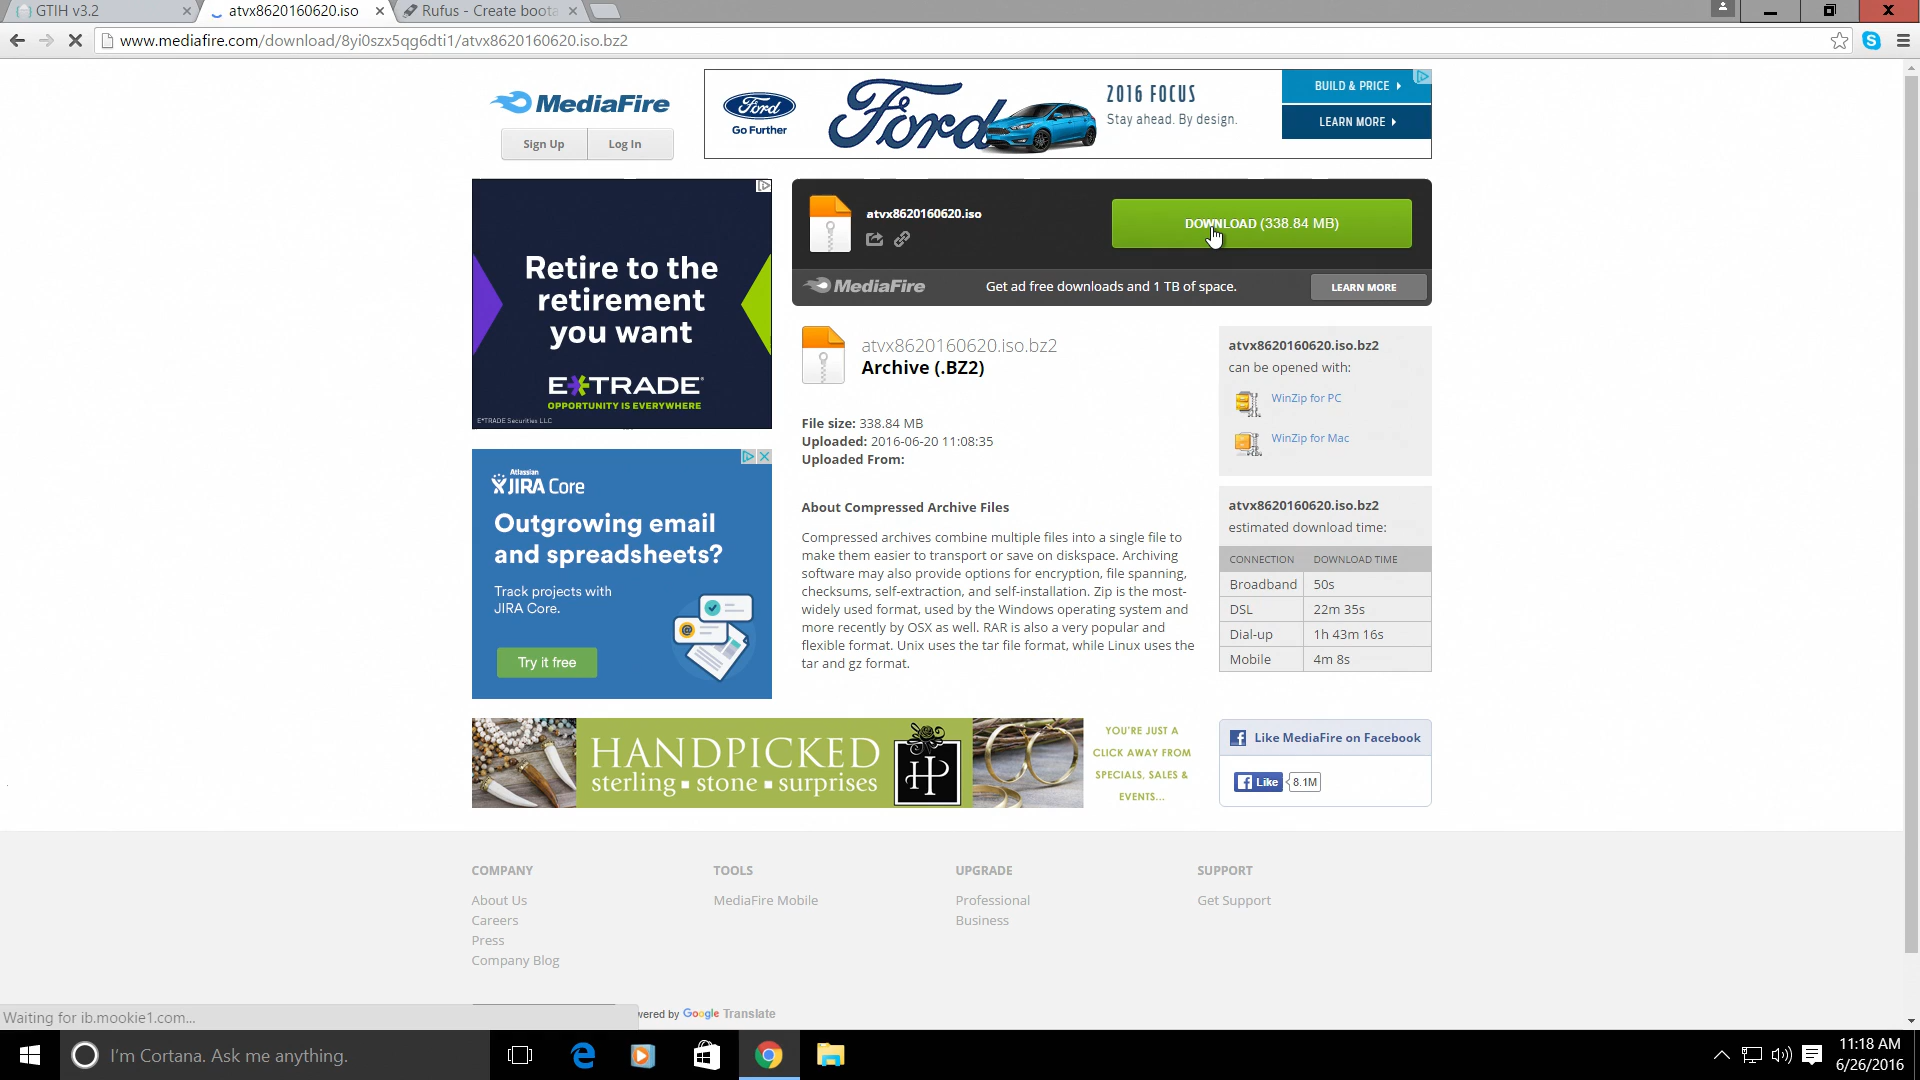 GTIH v3.2
atvx8620160620.iso
Rufus - Create boota
www.mediafire.com/download/8yi0szx5qg6dti1/atvx8620160620.iso.bz2
MediaFire
Sign Up
Log In
Ford
Go Further
Ford
2016 FOCUS
Stay ahead. By design.
BUILD & PRICE
LEARN MORE
Retire to the
retirement
you want
E*TRADE
OPPORTUNITY IS EVERYWHERE
E*TRADE Securities LLC
atvx8620160620.iso
DOWNLOAD (338.84 MB)
MediaFire
Get ad free downloads and 1 TB of space.
LEARN MORE
atvx8620160620.iso.bz2
Archive (.BZ2)
File size: 338.84 MB
Uploaded: 2016-06-20 11:08:35
Uploaded From:
About Compressed Archive Files
Compressed archives combine multiple files into a single file to
make them easier to transport or save on diskspace. Archiving
software may also provide options for encryption, file spanning,
checksums, self-extraction, and self-installation. Zip is the most-
widely used format, used by the Windows operating system and
more recently by OSX as well. RAR is also a very popular and
flexible format. Unix uses the tar file format, while Linux uses the
tar and gz format.
atvx8620160620.iso.bz2
can be opened with:
WinZip for PC
WinZip for Mac
atvx8620160620.iso.bz2
estimated download time:
CONNECTION DOWNLOAD TIME
Broadband 50s
DSL 22m 35s
Dial-up 1h 43m 16s
Mobile 4m 8s
Atlassian
JIRA Core
Outgrowing email
and spreadsheets?
Track projects with
JIRA Core.
Try it free
HANDPICKED
sterling ▪ stone ▪ surprises
HP
YOU'RE JUST A
CLICK AWAY FROM
SPECIALS, SALES &
EVENTS...
Like MediaFire on Facebook
Like 8.1M
COMPANY
About Us
Careers
Press
Company Blog
TOOLS
MediaFire Mobile
UPGRADE
Professional
Business
SUPPORT
Get Support
wered by Google Translate
Waiting for ib.mookie1.com...
I'm Cortana. Ask me anything.
11:18 AM
6/26/2016